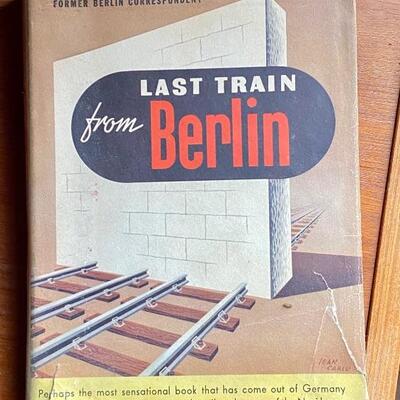 FORMER BERLIN CORRESPONDENT
LAST TRAIN
from Berlin
JEAN CARLU
Perhaps the most sensational book that has come out of Germany